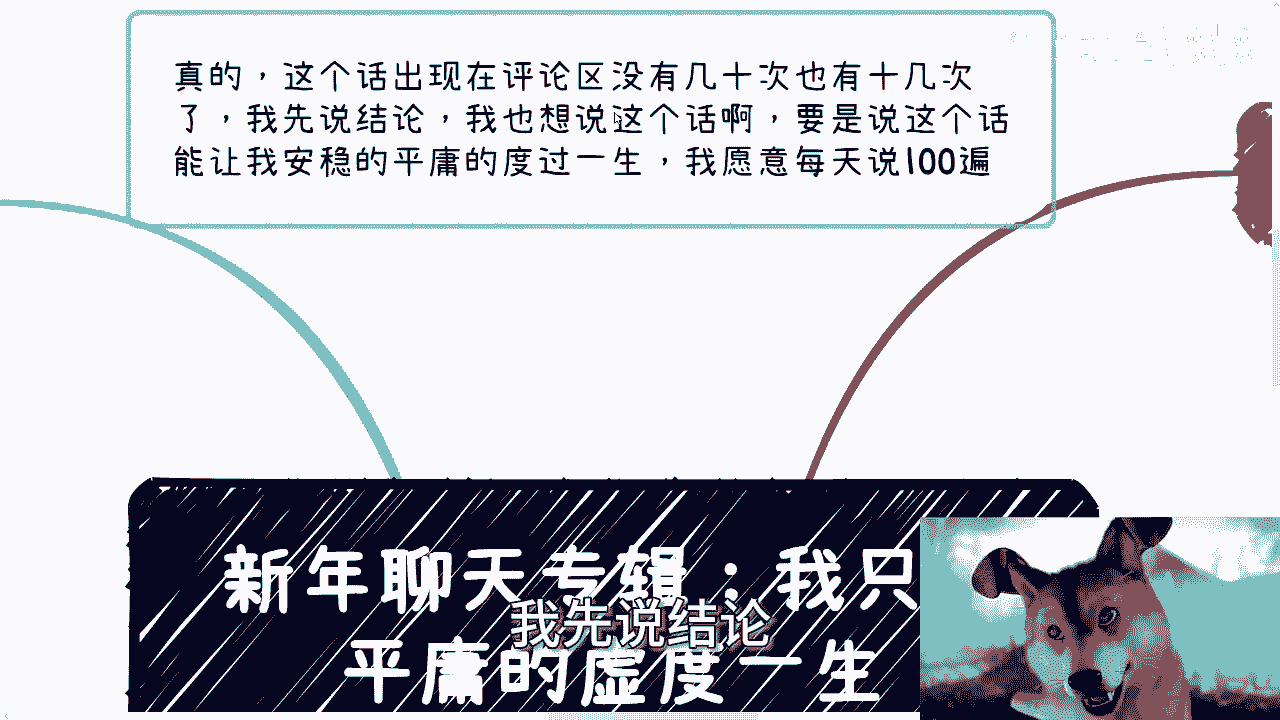 真的，这个话出现在评论区没有几十次也有十几次
了，我先说结论，我也想说这个话啊，要是说这个话
能让我安稳的平庸的度过一生，我愿意每天说100遍
新年聊天专辑：我只
我先说结论
平庸的虚度一生